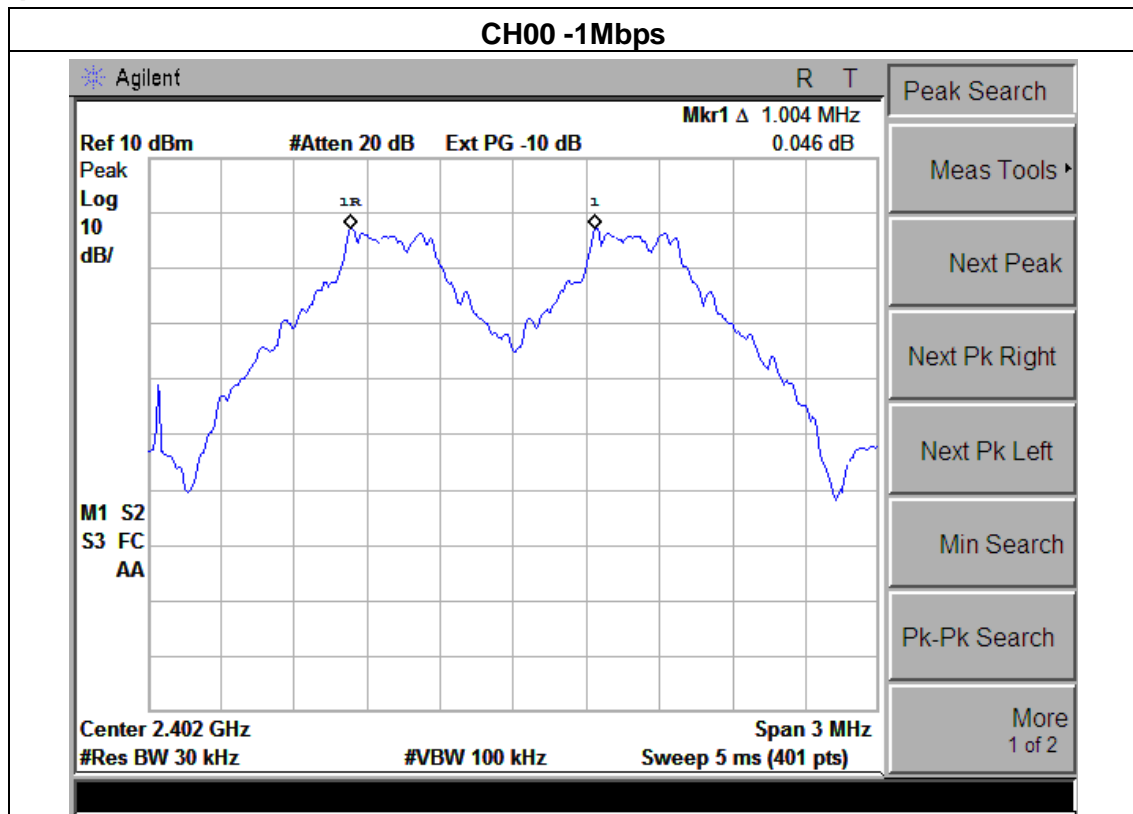 CH00 -1Mbps
Agilent R T
Mkr1 Δ 1.004 MHz
Ref 10 dBm #Atten 20 dB Ext PG -10 dB 0.046 dB
Peak
Log
10
dB/
1R 1
M1 S2
S3 FC
AA
Center 2.402 GHz Span 3 MHz
#Res BW 30 kHz #VBW 100 kHz Sweep 5 ms (401 pts)
Peak Search
Meas Tools
Next Peak
Next Pk Right
Next Pk Left
Min Search
Pk-Pk Search
More
1 of 2